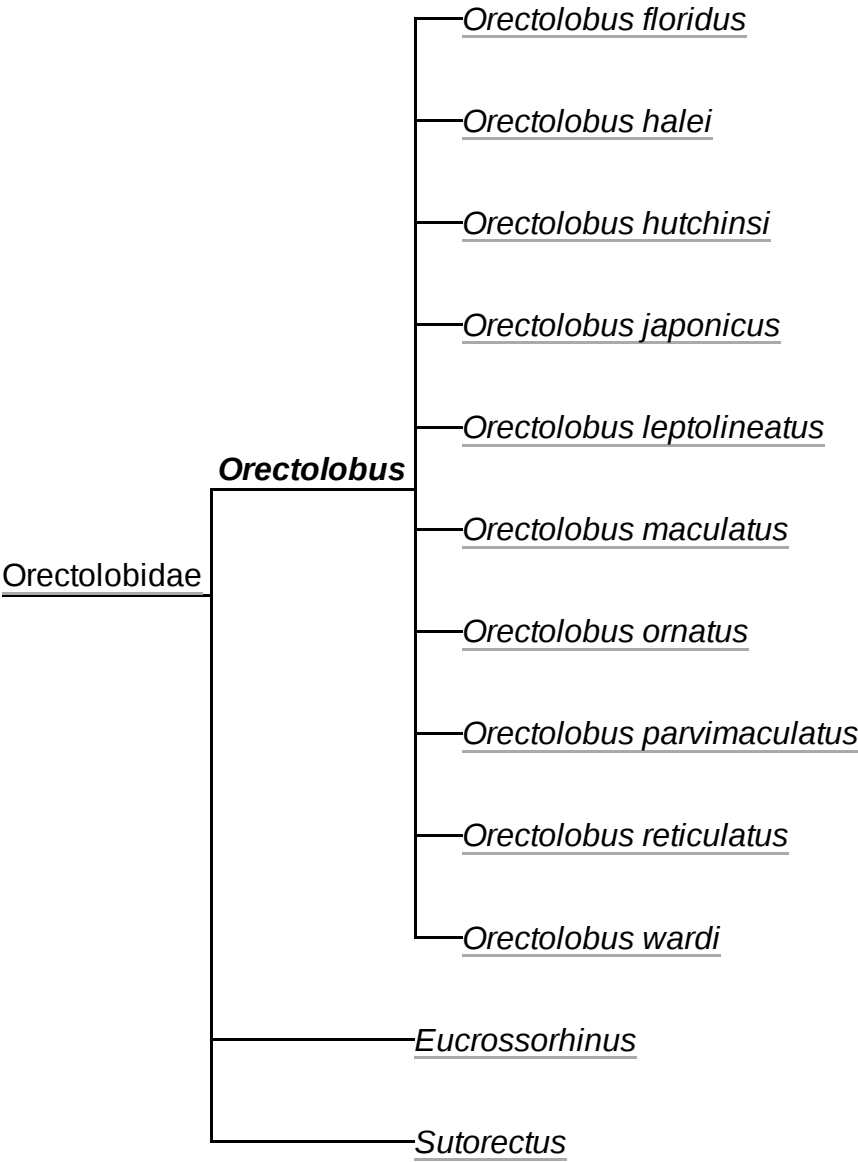 Orectolobus floridus
Orectolobus halei
Orectolobus hutchinsi
Orectolobus japonicus
Orectolobus leptolineatus
Orectolobus
Orectolobus maculatus
Orectolobidae
Orectolobus ornatus
Orectolobus parvimaculatus
Orectolobus reticulatus
Orectolobus wardi
Eucrossorhinus
Sutorectus